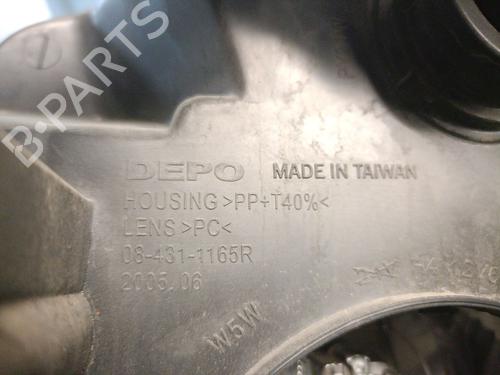 B-PARTS
DEPO MADE IN TAIWAN
HOUSING >PP+T40%<
LENS >PC<
08-431-1165R
2005.06
W5W